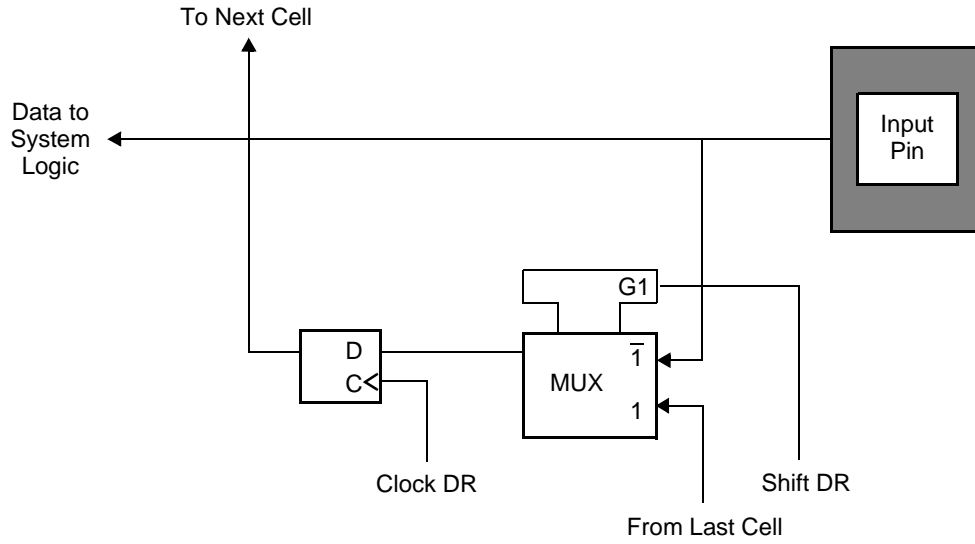 To Next Cell
Data to
System
Logic
Input
Pin
G1
D
C
MUX
1̅
1
Clock DR
Shift DR
From Last Cell